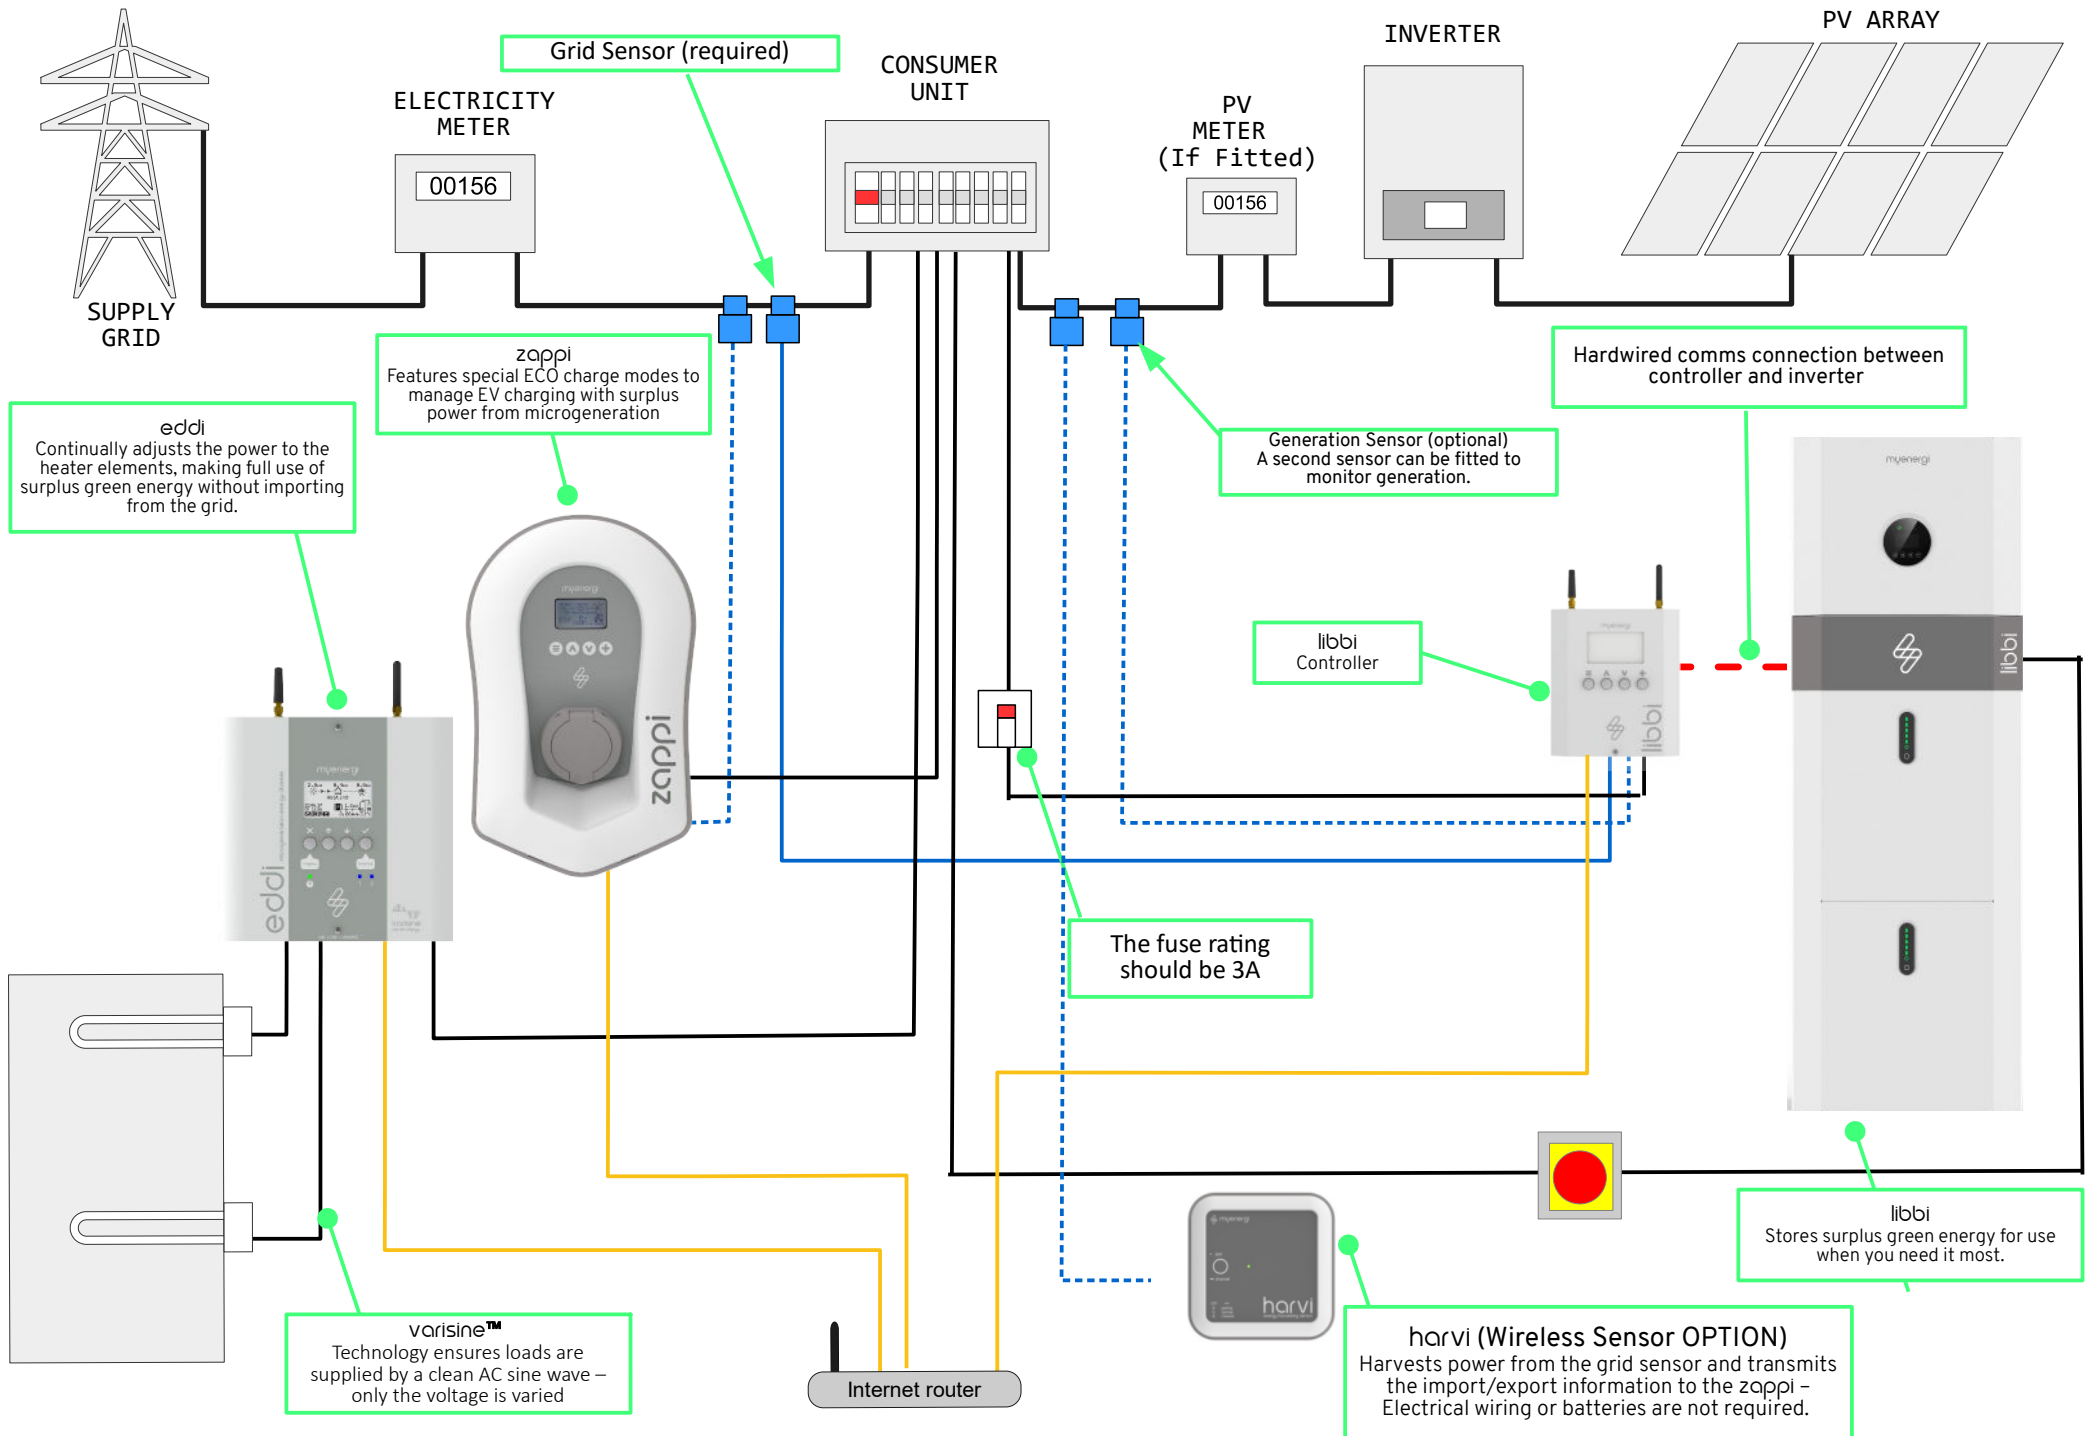 PV ARRAY
INVERTER
Grid Sensor (required)
CONSUMER
UNIT
ELECTRICITY
METER
PV
METER
(If Fitted)
00156
00156
SUPPLY
GRID
zappi
Features special ECO charge modes to
manage EV charging with surplus
power from microgeneration
Hardwired comms connection between
controller and inverter
eddi
Continually adjusts the power to the
heater elements, making full use of
surplus green energy without importing
from the grid.
Generation Sensor (optional)
A second sensor can be fitted to
monitor generation.
myenergi
myenergi
myenergi
libbi
Controller
libbi
libbi
zappi
myenergi
eddi
The fuse rating
should be 3A
myenergi
harvi
libbi
Stores surplus green energy for use
when you need it most.
varisine™
Technology ensures loads are
supplied by a clean AC sine wave –
only the voltage is varied
harvi (Wireless Sensor OPTION)
Harvests power from the grid sensor and transmits
the import/export information to the zappi –
Electrical wiring or batteries are not required.
Internet router